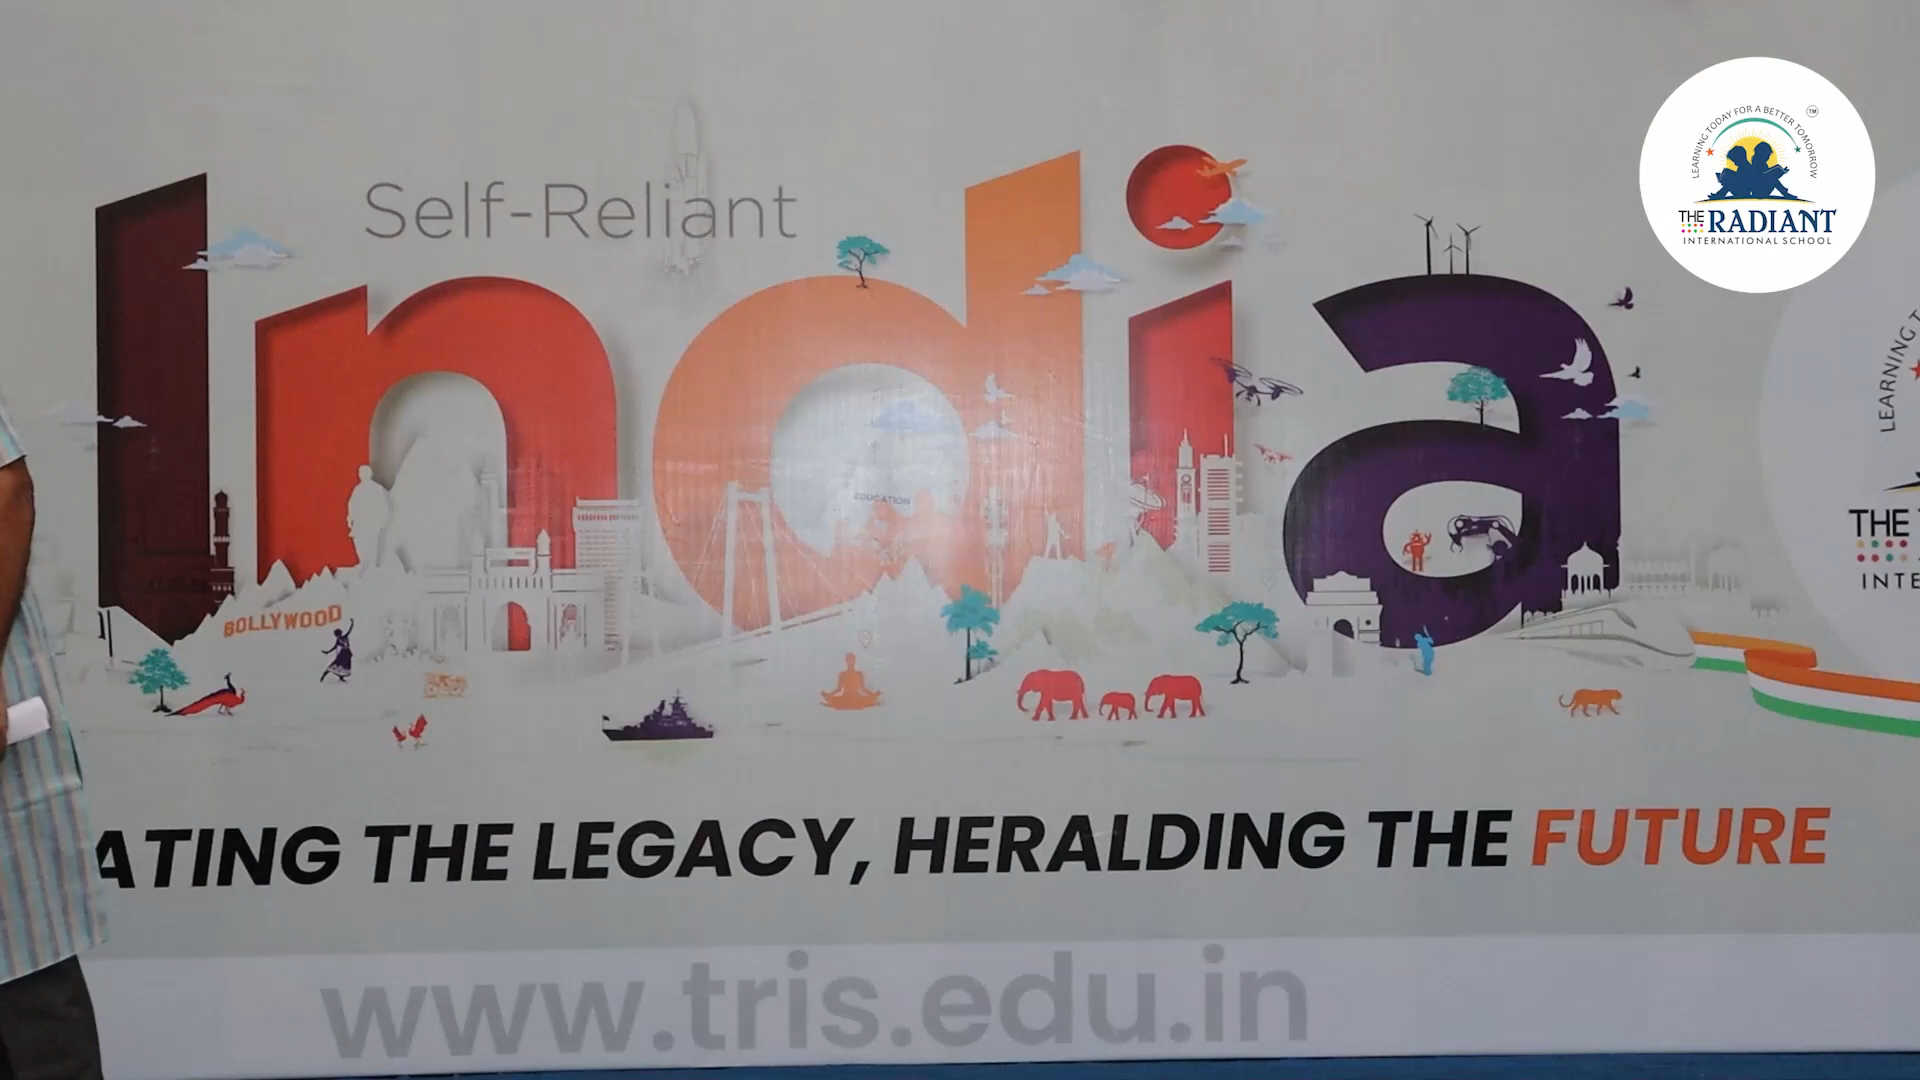 LEARNING TODAY FOR A BETTER TOMORROW
TM
THE RADIANT
INTERNATIONAL SCHOOL
Self-Reliant
India
EDUCATION
BOLLYWOOD
LEARNING T
THE
INTE
ATING THE LEGACY, HERALDING THE FUTURE
www.tris.edu.in